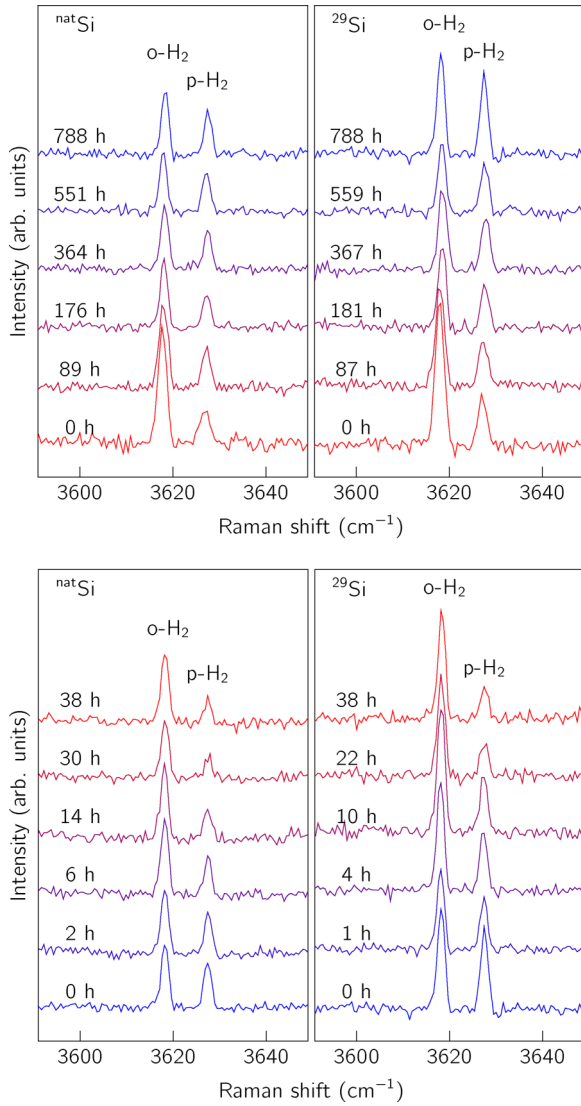 natSi
o-H2
p-H2
788 h
551 h
364 h
176 h
89 h
0 h
3600 3620 3640
Raman shift (cm−1)
Intensity (arb. units)
29Si
o-H2
p-H2
788 h
559 h
367 h
181 h
87 h
0 h
3600 3620 3640
Raman shift (cm−1)
natSi
o-H2
p-H2
38 h
30 h
14 h
6 h
2 h
0 h
3600 3620 3640
Raman shift (cm−1)
Intensity (arb. units)
29Si
o-H2
p-H2
38 h
22 h
10 h
4 h
1 h
0 h
3600 3620 3640
Raman shift (cm−1)